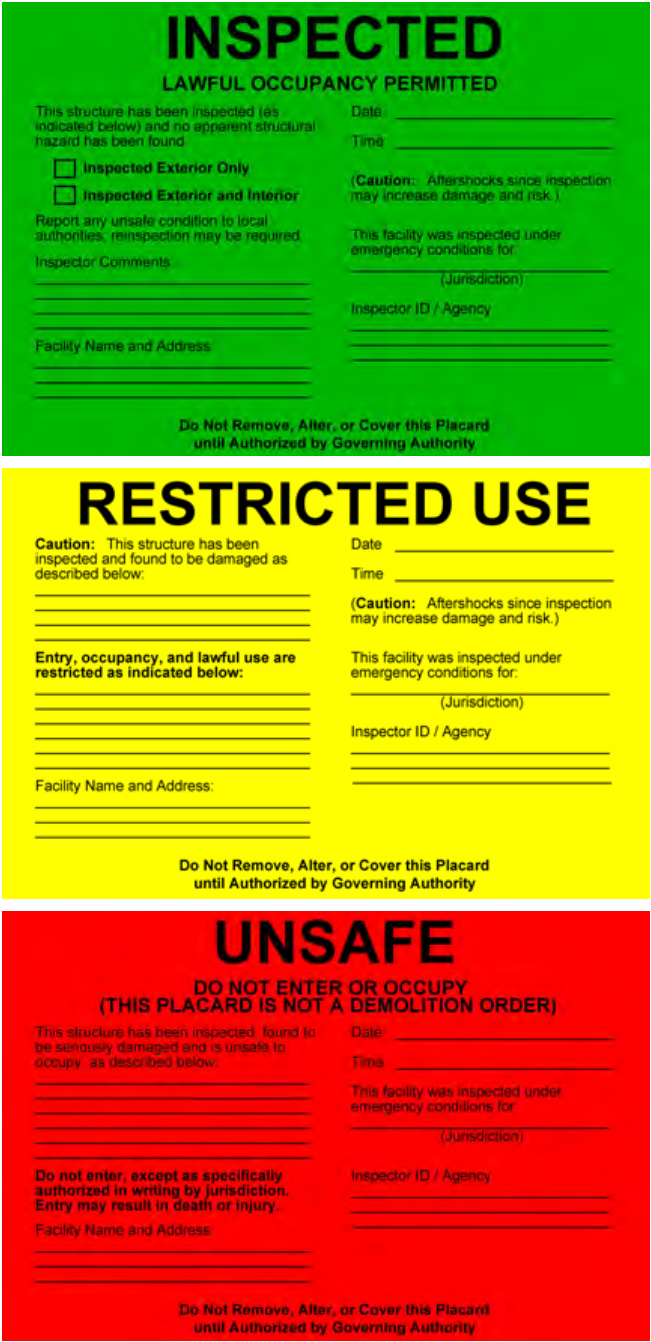 INSPECTED
LAWFUL OCCUPANCY PERMITTED
This structure has been inspected (as
indicated below) and no apparent structural
hazard has been found.
Inspected Exterior Only
Inspected Exterior and Interior
Report any unsafe condition to local
authorities; reinspection may be required.
Inspector Comments:
Facility Name and Address:
Date
Time
(Caution: Aftershocks since inspection
may increase damage and risk.)
This facility was inspected under
emergency conditions for:
(Jurisdiction)
Inspector ID / Agency
Do Not Remove, Alter, or Cover this Placard
until Authorized by Governing Authority
RESTRICTED USE
Caution: This structure has been
inspected and found to be damaged as
described below:
Entry, occupancy, and lawful use are
restricted as indicated below:
Facility Name and Address:
Date
Time
(Caution: Aftershocks since inspection
may increase damage and risk.)
This facility was inspected under
emergency conditions for:
(Jurisdiction)
Inspector ID / Agency
Do Not Remove, Alter, or Cover this Placard
until Authorized by Governing Authority
UNSAFE
DO NOT ENTER OR OCCUPY
(THIS PLACARD IS NOT A DEMOLITION ORDER)
This structure has been inspected, found to
be seriously damaged and is unsafe to
occupy, as described below:
Do not enter, except as specifically
authorized in writing by jurisdiction.
Entry may result in death or injury.
Facility Name and Address:
Date
Time
This facility was inspected under
emergency conditions for:
(Jurisdiction)
Inspector ID / Agency
Do Not Remove, Alter, or Cover this Placard
until Authorized by Governing Authority